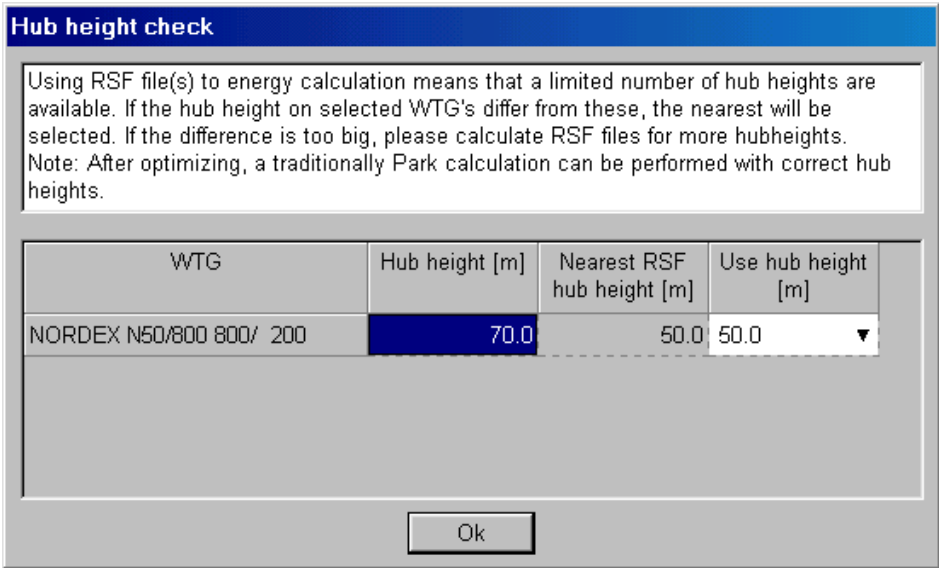 Hub height check
Using RSF file(s) to energy calculation means that a limited number of hub heights are
available. If the hub height on selected WTG's differ from these, the nearest will be
selected. If the difference is too big, please calculate RSF files for more hubheights.
Note: After optimizing, a traditionally Park calculation can be performed with correct hub
heights.
WTG
Hub height [m]
Nearest RSF
hub height [m]
Use hub height
[m]
NORDEX N50/800 800/ 200
70.0
50.0
50.0
Ok